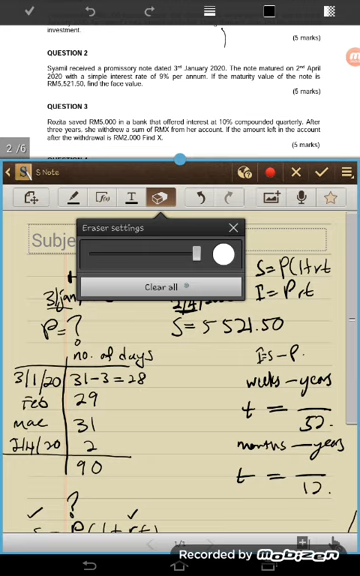 investment.
(5 marks)
QUESTION 2
Syamil received a promissory note dated 3rd January 2020. The note matured on 2nd April
2020 with a simple interest rate of 9% per annum. If the maturity value of the note is
RM5,521.50, find the face value.
(5 marks)
QUESTION 3
Rozita saved RM5,000 in a bank that offered interest at 10% compounded quarterly. After
three years, she withdrew a sum of RMX from her account. If the amount left in the account
after the withdrawal is RM2,000 Find X.
(5 marks)
2 / 6
S Note
Eraser settings
Clear all
Subje
S = P(1+rt
I = Prt
3/jan
P = ?
S = 5 521.50
I = S - P.
no. of days
3/1/20 31 - 3 = 28
Feb 29
mac 31
2/4/20 2
90
weeks - years
t = 52.
months - years
t = 12.
?
S = P(1+rt)
Recorded by mobizen